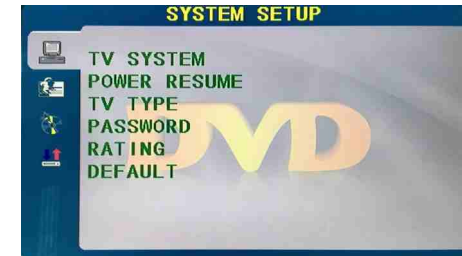 SYSTEM SETUP
TV SYSTEM
POWER RESUME
TV TYPE
PASSWORD
RATING
DEFAULT
DVD